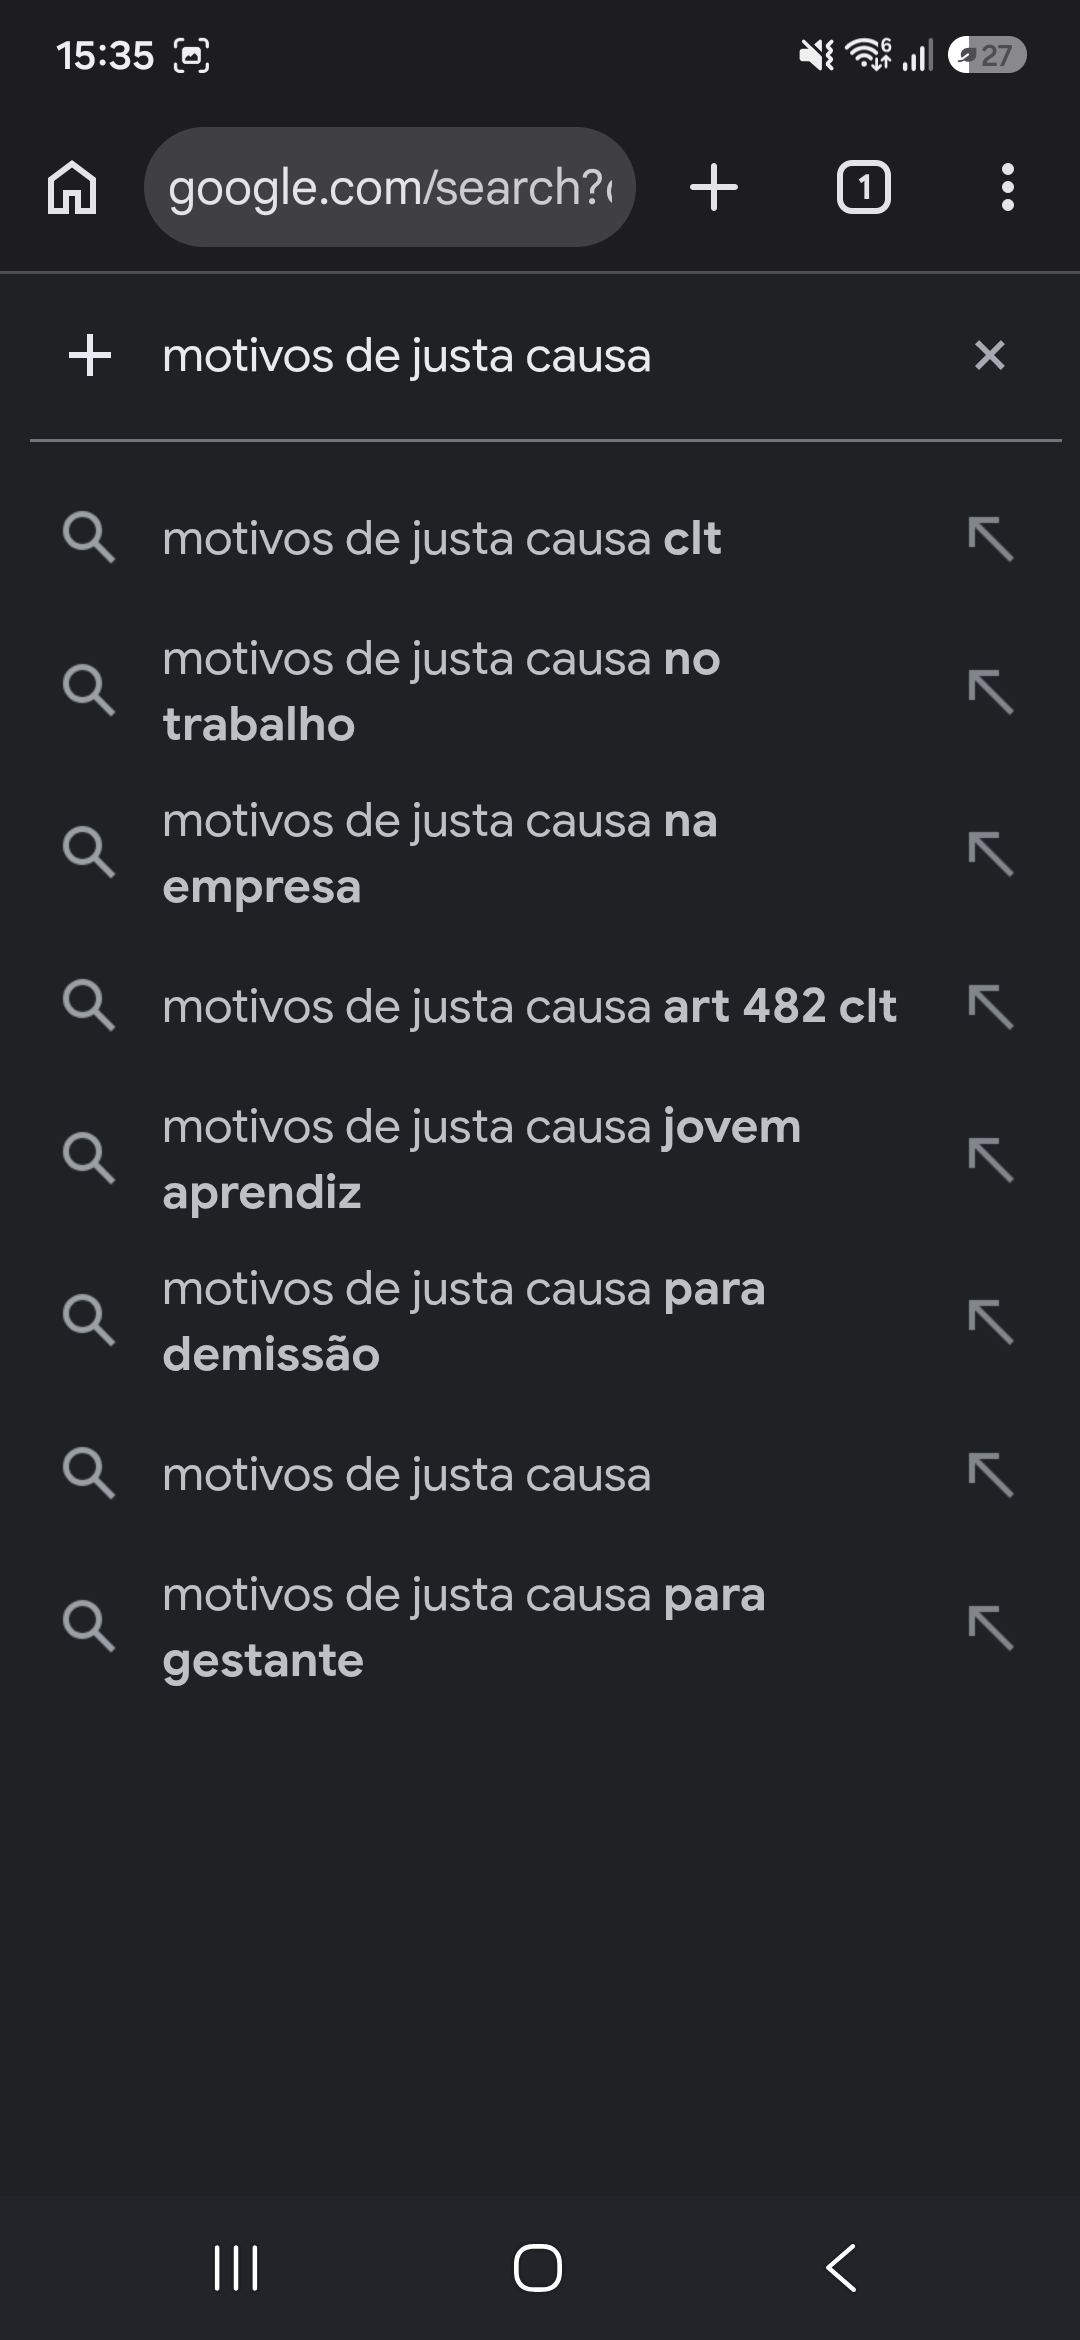 15:35
6
27
google.com/search?
1
motivos de justa causa
motivos de justa causa clt
motivos de justa causa no
trabalho
motivos de justa causa na
empresa
motivos de justa causa art 482 clt
motivos de justa causa jovem
aprendiz
motivos de justa causa para
demissão
motivos de justa causa
motivos de justa causa para
gestante